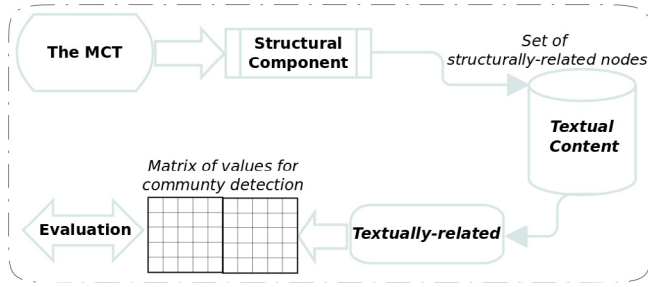 The MCT
Structural
Component
Set of
structurally-related nodes
Textual
Content
Matrix of values for
communty detection
Evaluation
Textually-related